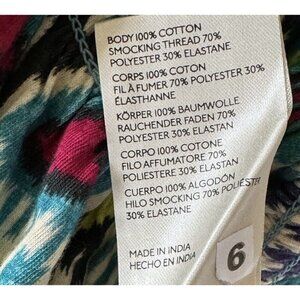 BODY 100% COTTON
SMOCKING THREAD 70%
POLYESTER 30% ELASTANE
CORPS 100% COTON
FIL À FUMER 70% POLYESTER 30%
ÉLASTHANNE
KÖRPER 100% BAUMWOLLE
RAUCHENDER FADEN 70%
POLYESTER 30% ELASTAN
CORPO 100% COTONE
FILO AFFUMATORE 70%
POLIESTERE 30% ELASTAN
CUERPO 100% ALGODÓN
HILO SMOCKING 70% POLIÉSTER
30% ELASTANE
MADE IN INDIA
HECHO EN INDIA
6